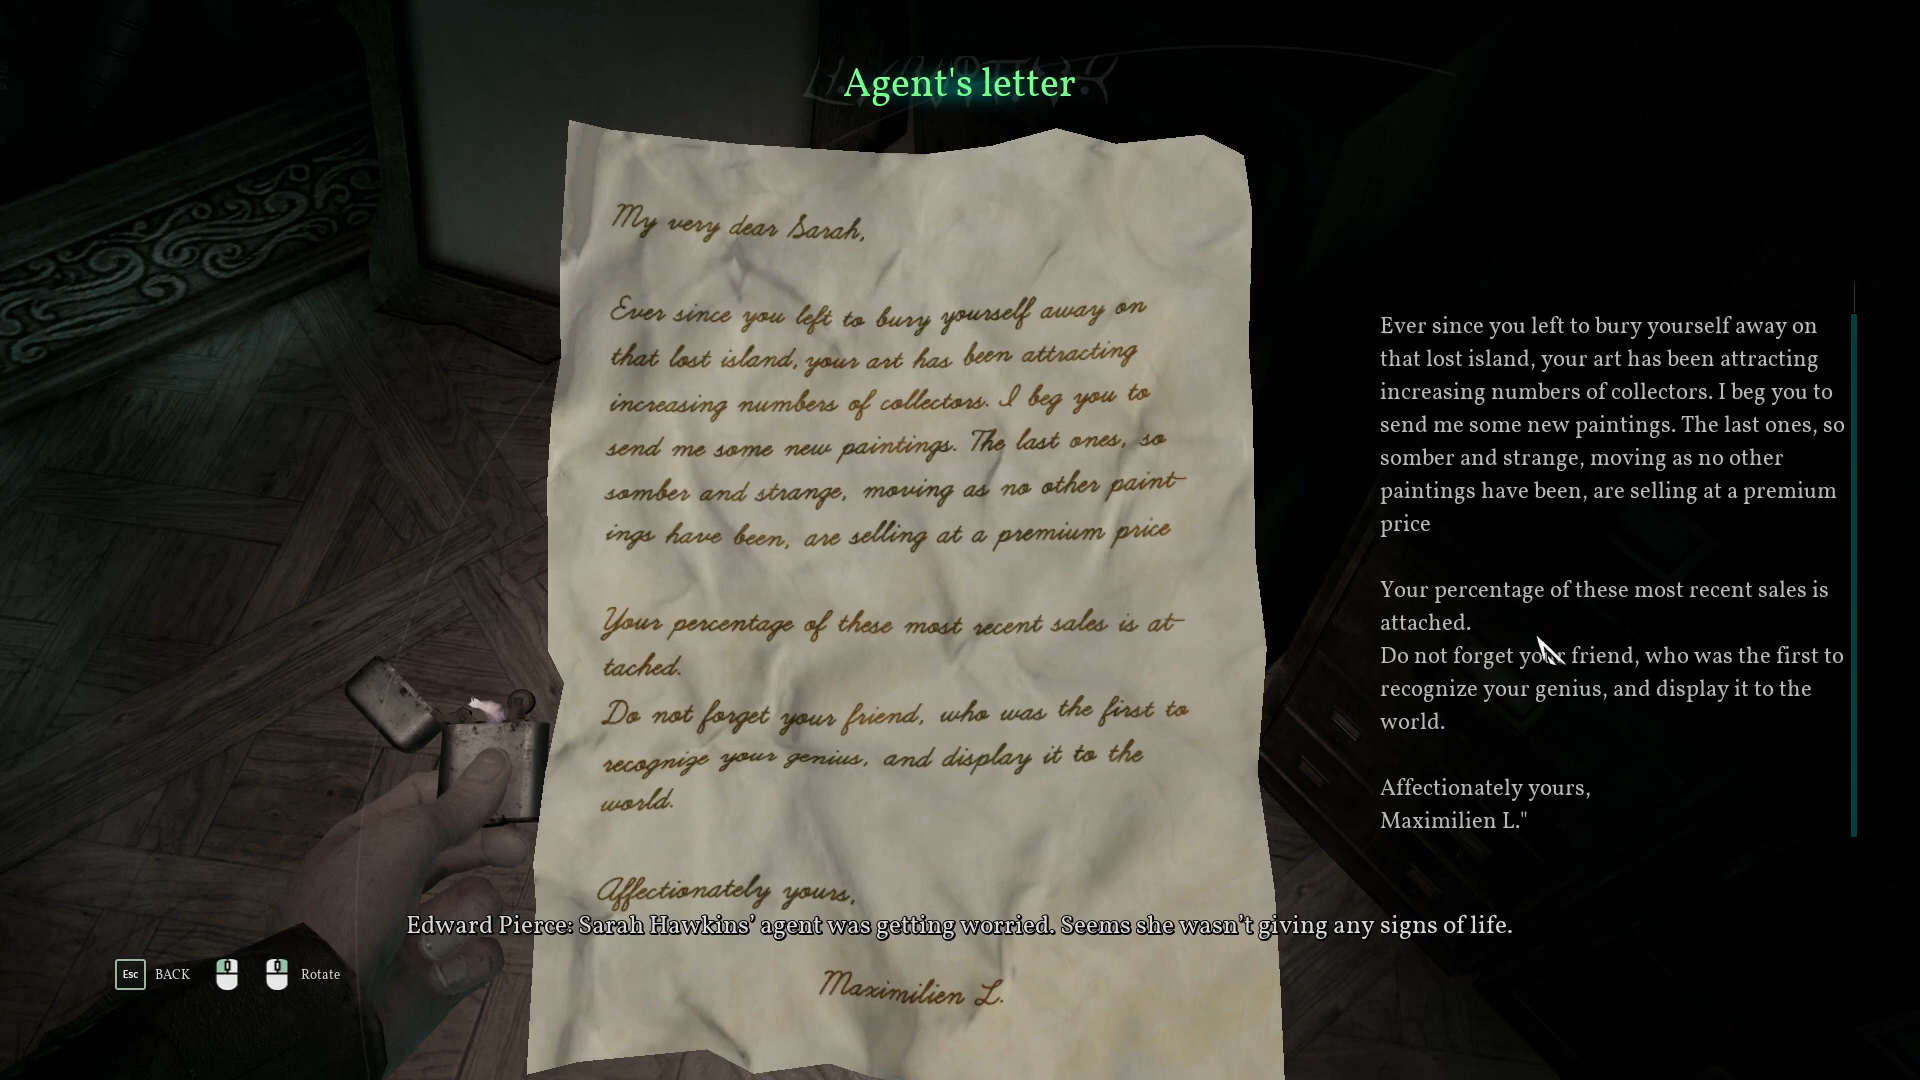 Agent's letter
My very dear Sarah,
Ever since you left to bury yourself away on
that lost island, your art has been attracting
increasing numbers of collectors. I beg you to
send me some new paintings. The last ones, so
somber and strange, moving as no other paint-
ings have been, are selling at a premium price
Your percentage of these most recent sales is at-
tached.
Do not forget your friend, who was the first to
recognize your genius, and display it to the
world.
Affectionately yours,
Maximilien L.
Ever since you left to bury yourself away on
that lost island, your art has been attracting
increasing numbers of collectors. I beg you to
send me some new paintings. The last ones, so
somber and strange, moving as no other
paintings have been, are selling at a premium
price
Your percentage of these most recent sales is
attached.
Do not forget your friend, who was the first to
recognize your genius, and display it to the
world.
Affectionately yours,
Maximilien L."
Edward Pierce: Sarah Hawkins' agent was getting worried. Seems she wasn't giving any signs of life.
Esc BACK Rotate